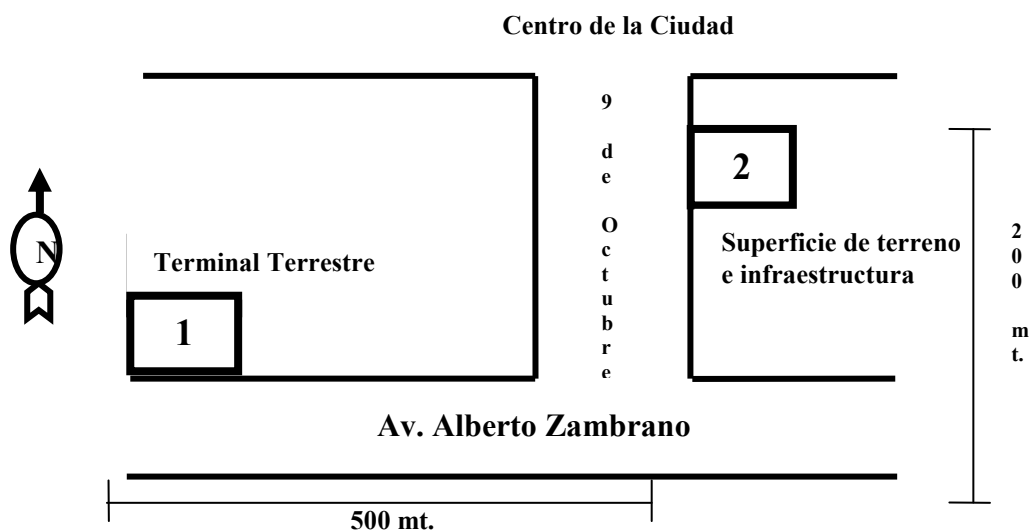 Centro de la Ciudad
9 de Octubre
2
N
Terminal Terrestre
Superficie de terreno
e infraestructura
200 mt.
1
Av. Alberto Zambrano
500 mt.